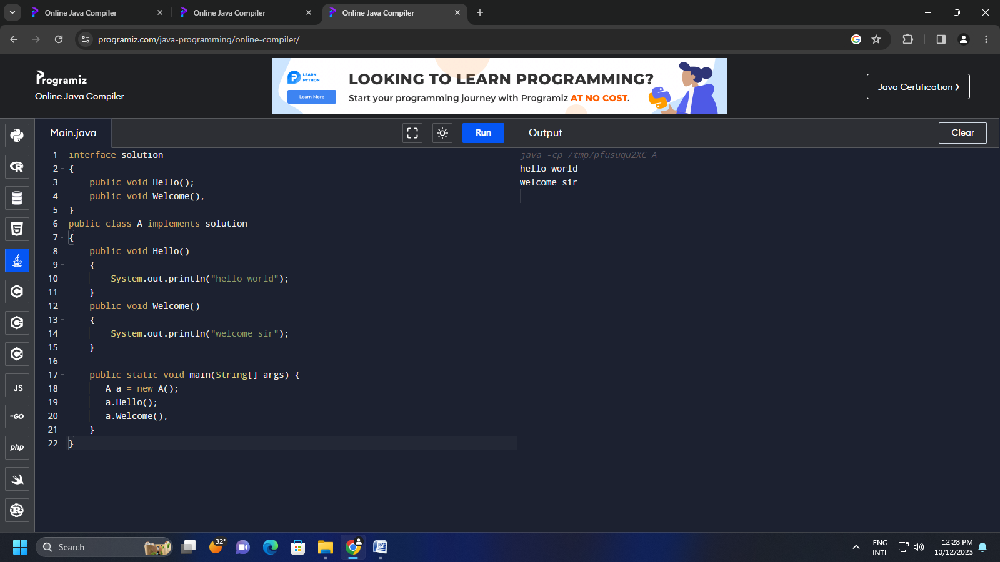 Online Java Compiler
Online Java Compiler
Online Java Compiler
programiz.com/java-programming/online-compiler/
Programiz
Online Java Compiler
LEARN
PYTHON
Learn More
LOOKING TO LEARN PROGRAMMING?
Start your programming journey with Programiz AT NO COST.
Java Certification ›
Main.java
Run
Output
Clear
1 interface solution
2 {
3     public void Hello();
4     public void Welcome();
5 }
6 public class A implements solution
7 {
8     public void Hello()
9     {
10         System.out.println("hello world");
11     }
12     public void Welcome()
13     {
14         System.out.println("welcome sir");
15     }
16
17     public static void main(String[] args) {
18        A a = new A();
19        a.Hello();
20        a.Welcome();
21     }
22 }
java -cp /tmp/pfusuqu2XC A
hello world
welcome sir
R
5
C
C
C
JS
GO
php
R
Search
32°
W
ENG
INTL
12:28 PM
10/12/2023